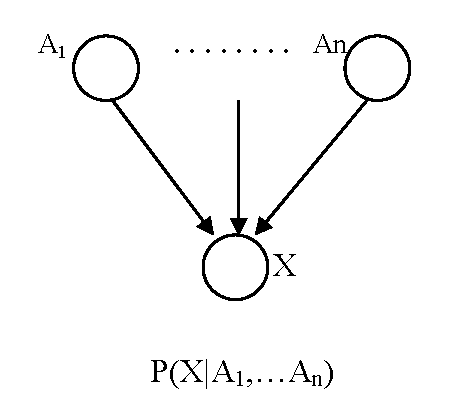 A₁ ........ An
X
P(X|A₁,...Aₙ)